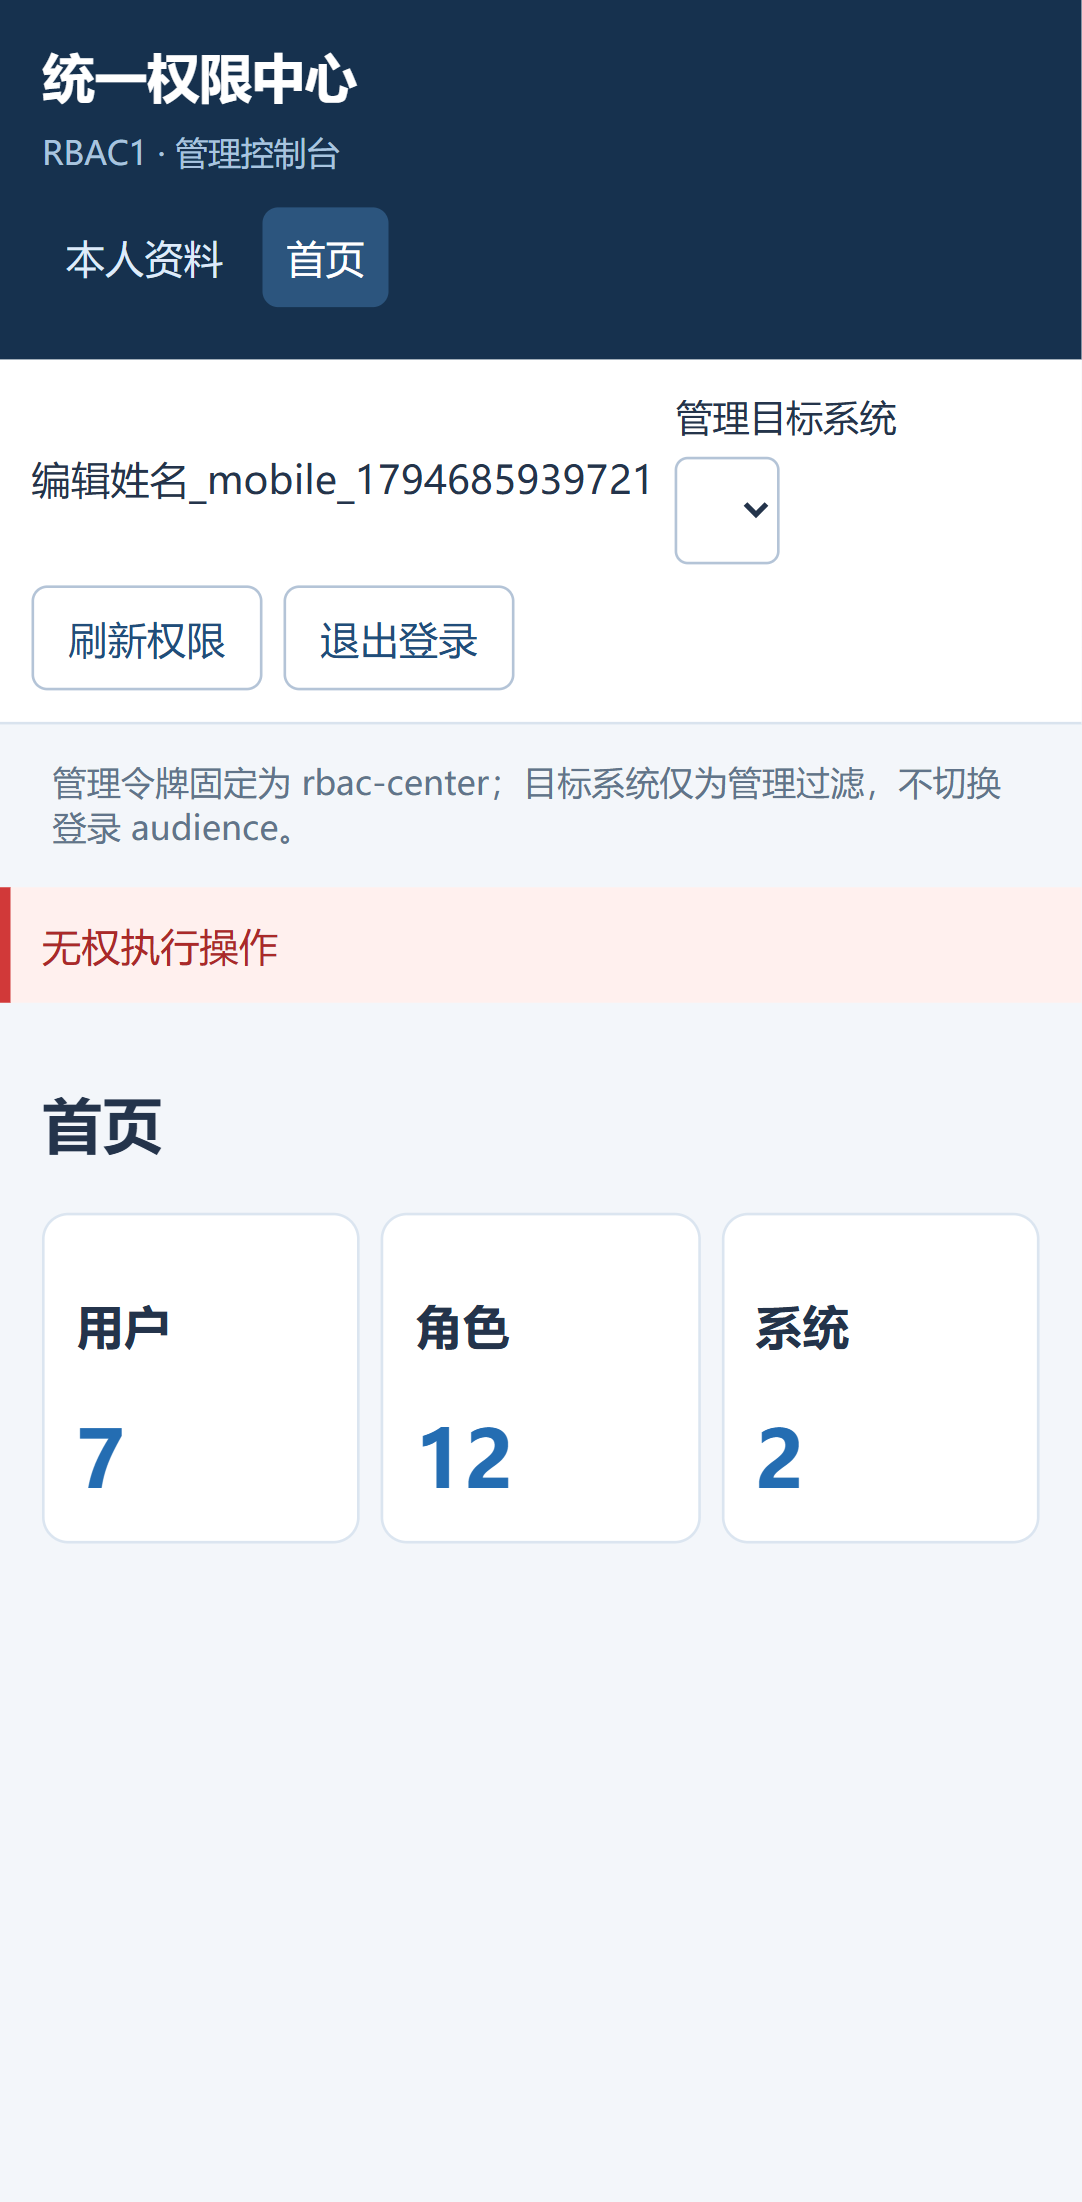 统一权限中心
RBAC1 · 管理控制台
本人资料
首页
管理目标系统
编辑姓名_mobile_1794685939721
刷新权限
退出登录
管理令牌固定为 rbac-center；目标系统仅为管理过滤，不切换
登录 audience。
无权执行操作
首页
用户
7
角色
12
系统
2